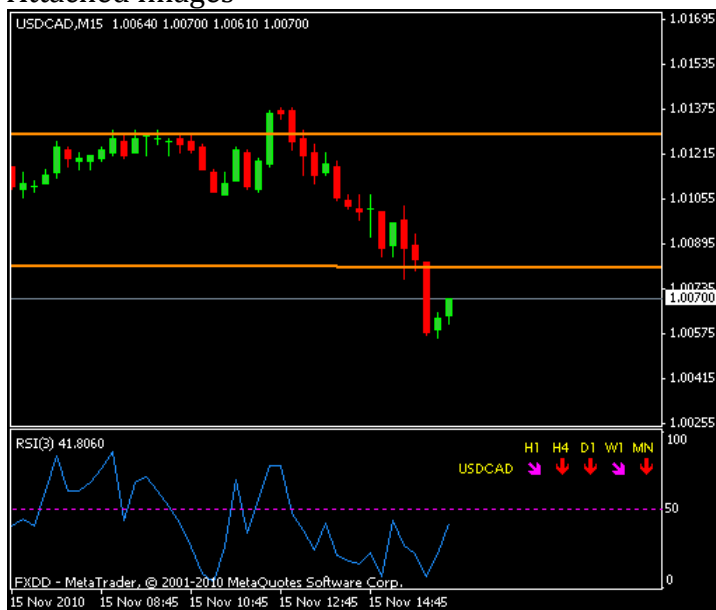 USDCAD,M15 1.00640 1.00700 1.00610 1.00700
1.01695
1.01535
1.01375
1.01215
1.01055
1.00895
1.00735
1.00700
1.00575
1.00415
1.00255
RSI(3) 41.8060
100
H1 H4 D1 W1 MN
USDCAD
50
FXDD - MetaTrader, © 2001-2010 MetaQuotes Software Corp.
0
15 Nov 2010 15 Nov 08:45 15 Nov 10:45 15 Nov 12:45 15 Nov 14:45